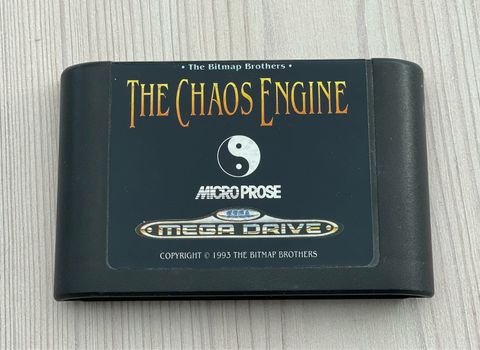 • The Bitmap Brothers •
THE CHAOS ENGINE
MICROPROSE
SEGA
• MEGA DRIVE •
COPYRIGHT © 1993 THE BITMAP BROTHERS